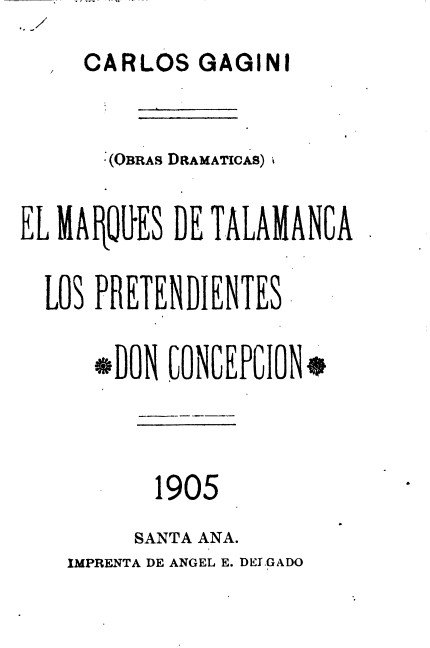 CARLOS GAGINI
(OBRAS DRAMATICAS)
EL MARQUES DE TALAMANCA
LOS PRETENDIENTES
DON CONCEPCION
1905
SANTA ANA.
IMPRENTA DE ANGEL E. DELGADO